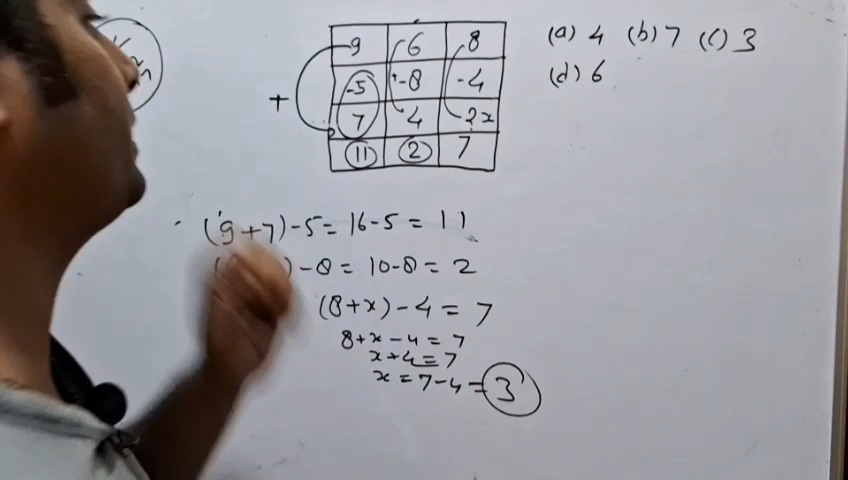 9 6 8
-5 -8 -4
+
7 4 2x
11 2 7
(a) 4 (b) 7 (c) 3
(d) 6
(9+7)-5=16-5=11
)-8=10-8=2
(8+x)-4=7
8+x-4=7
x+4=7
x=7-4=3